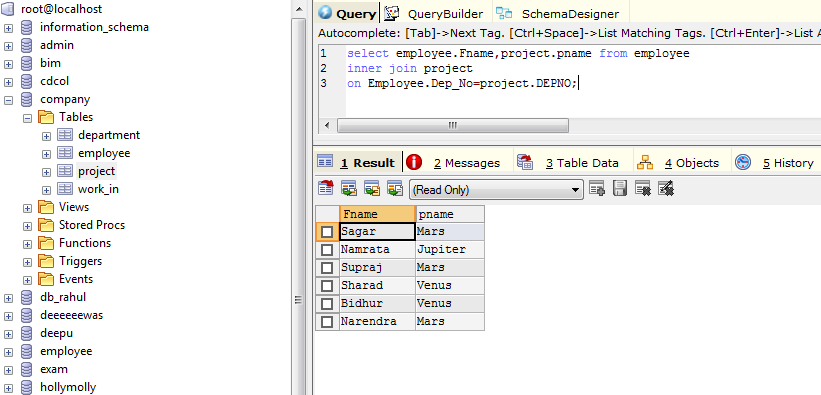 root@localhost
information_schema
admin
bim
cdcol
company
Tables
department
employee
project
work_in
Views
Stored Procs
Functions
Triggers
Events
db_rahul
deeeeeewas
deepu
employee
exam
hollymolly
Query QueryBuilder SchemaDesigner
Autocomplete: [Tab]->Next Tag. [Ctrl+Space]->List Matching Tags. [Ctrl+Enter]->List A
1 select employee.Fname,project.pname from employee
2 inner join project
3 on Employee.Dep_No=project.DEPNO;
1 Result 2 Messages 3 Table Data 4 Objects 5 History
(Read Only)
Fname pname
Sagar Mars
Namrata Jupiter
Supraj Mars
Sharad Venus
Bidhur Venus
Narendra Mars